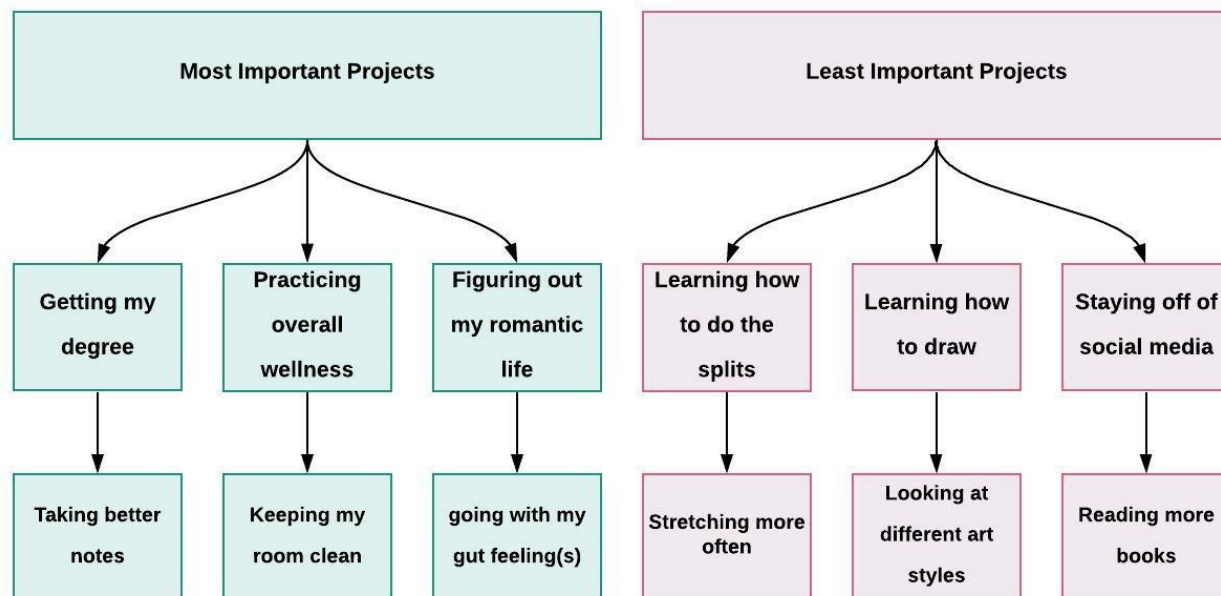 Most Important Projects
Least Important Projects
Getting my
degree
Practicing
overall
wellness
Figuring out
my romantic
life
Learning how
to do the
splits
Learning how
to draw
Staying off of
social media
Taking better
notes
Keeping my
room clean
going with my
gut feeling(s)
Stretching more
often
Looking at
different art
styles
Reading more
books